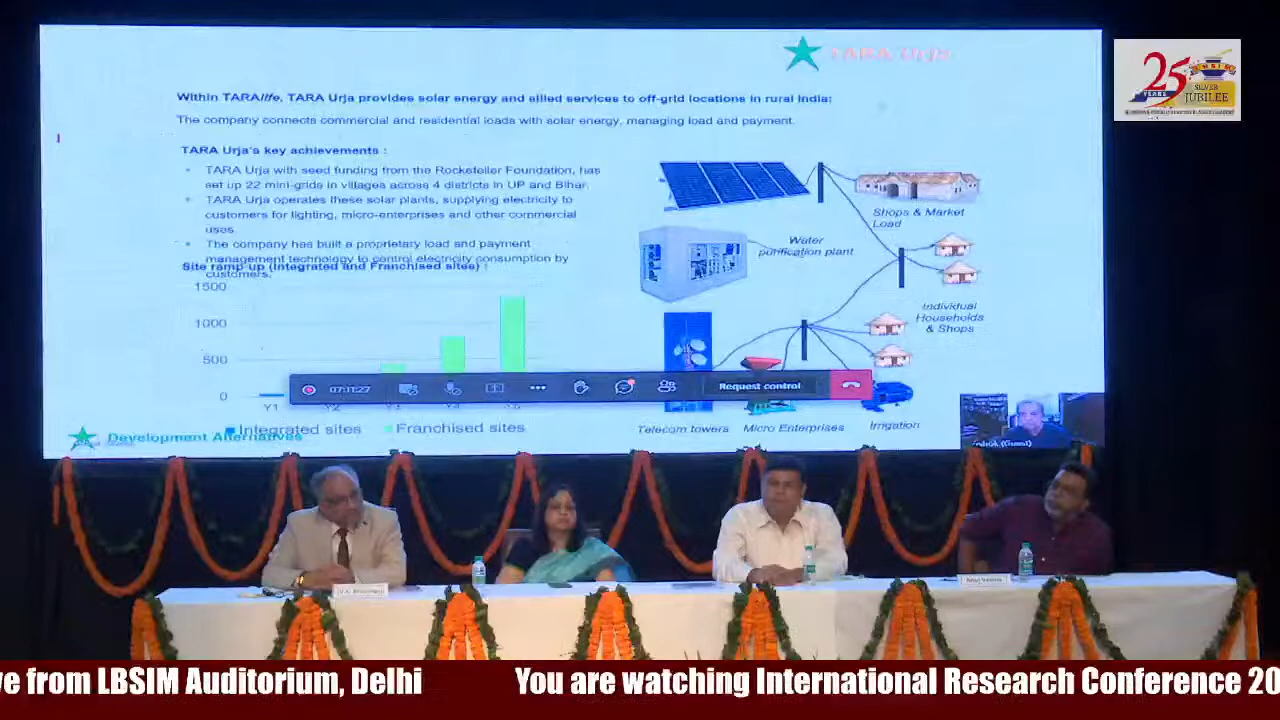 TARA Urja
25
YEARS
SILVER
JUBILEE
Within TARAlife, TARA Urja provides solar energy and allied services to off-grid locations in rural India:
The company connects commercial and residential loads with solar energy, managing load and payment.
TARA Urja's key achievements :
TARA Urja with seed funding from the Rockefeller Foundation, has
set up 22 mini-grids in villages across 4 districts in UP and Bihar.
TARA Urja operates these solar plants, supplying electricity to
customers for lighting, micro-enterprises and other commercial
uses.
The company has built a proprietary load and payment
management technology to control electricity consumption by
customers.
Site ramp-up (Integrated and Franchised sites) :
1500
1000
500
0
Y1
Y2
Integrated sites
Franchised sites
Shops & Market
Load
Water
purification plant
Individual
Households
& Shops
Telecom towers
Micro Enterprises
Irrigation
07:11:27
Request control
Development Alternatives
ve from LBSIM Auditorium, Delhi
You are watching International Research Conference 20